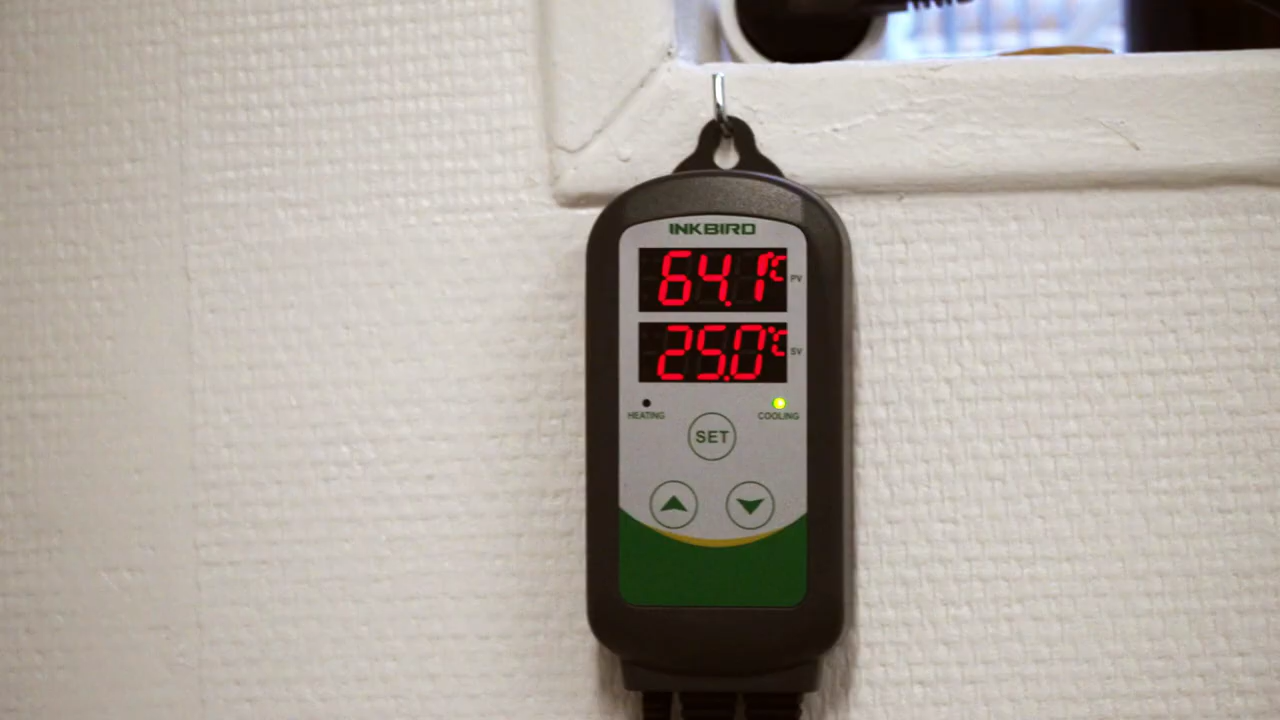 INKBIRD
64.1°C PV
25.0°C SV
HEATING COOLING
SET